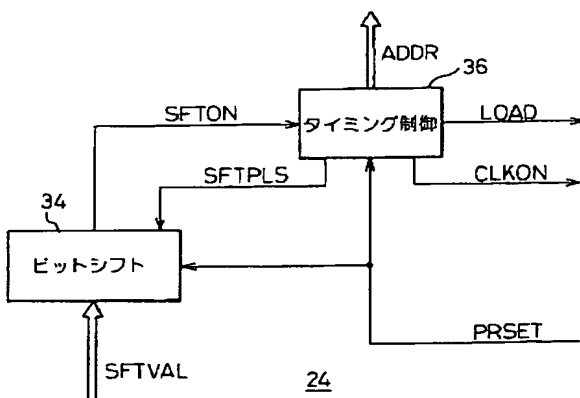 ADDR
36
SFTON
タイミング制御
LOAD
SFTPLS
CLKON
34
ビットシフト
PRSET
SFTVAL
24